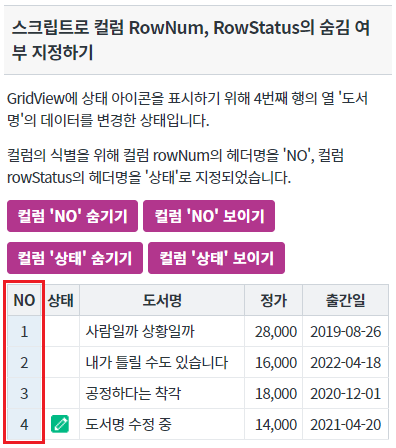 스크립트로 컬럼 RowNum, RowStatus의 숨김 여
부 지정하기
GridView에 상태 아이콘을 표시하기 위해 4번째 행의 열 '도서
명'의 데이터를 변경한 상태입니다.
컬럼의 식별을 위해 컬럼 rowNum의 헤더명을 'NO', 컬럼
rowStatus의 헤더명을 '상태'로 지정되었습니다.
컬럼 'NO' 숨기기 컬럼 'NO' 보이기
컬럼 '상태' 숨기기 컬럼 '상태' 보이기
NO 상태 도서명 정가 출간일
1 사람일까 상황일까 28,000 2019-08-26
2 내가 틀릴 수도 있습니다 16,000 2022-04-18
3 공정하다는 착각 18,000 2020-12-01
4 도서명 수정 중 14,000 2021-04-20